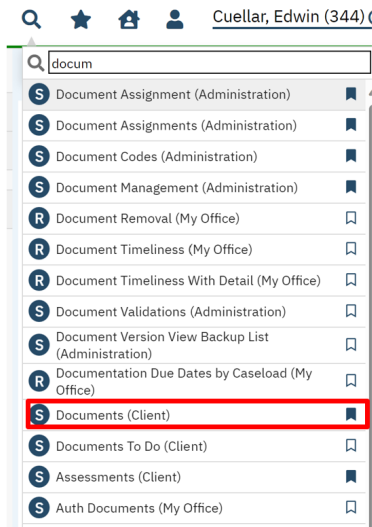 Cuellar, Edwin (344)
docum
S Document Assignment (Administration)
S Document Assignments (Administration)
S Document Codes (Administration)
S Document Management (Administration)
R Document Removal (My Office)
R Document Timeliness (My Office)
R Document Timeliness With Detail (My Office)
S Document Validations (Administration)
S Document Version View Backup List
(Administration)
R Documentation Due Dates by Caseload (My
Office)
S Documents (Client)
S Documents To Do (Client)
S Assessments (Client)
S Auth Documents (My Office)